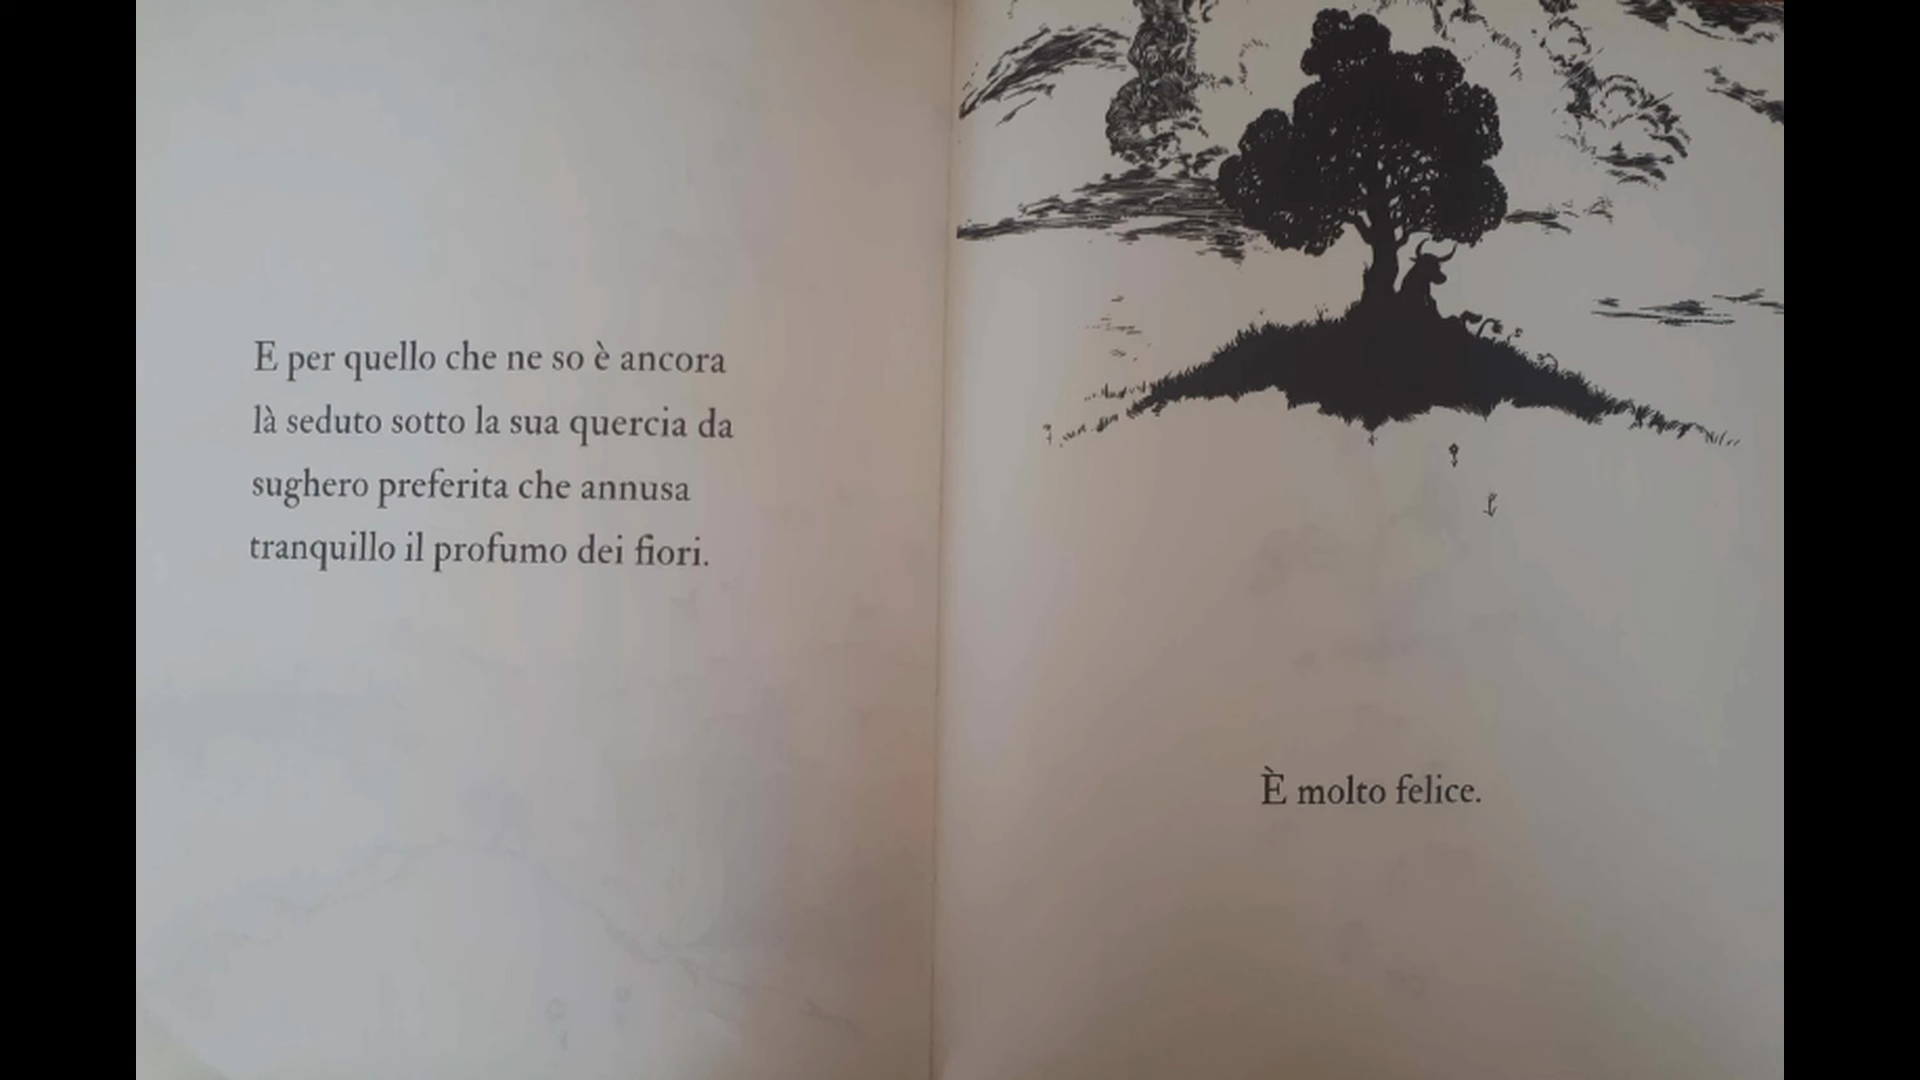 E per quello che ne so è ancora
là seduto sotto la sua quercia da
sughero preferita che annusa
tranquillo il profumo dei fiori.
È molto felice.